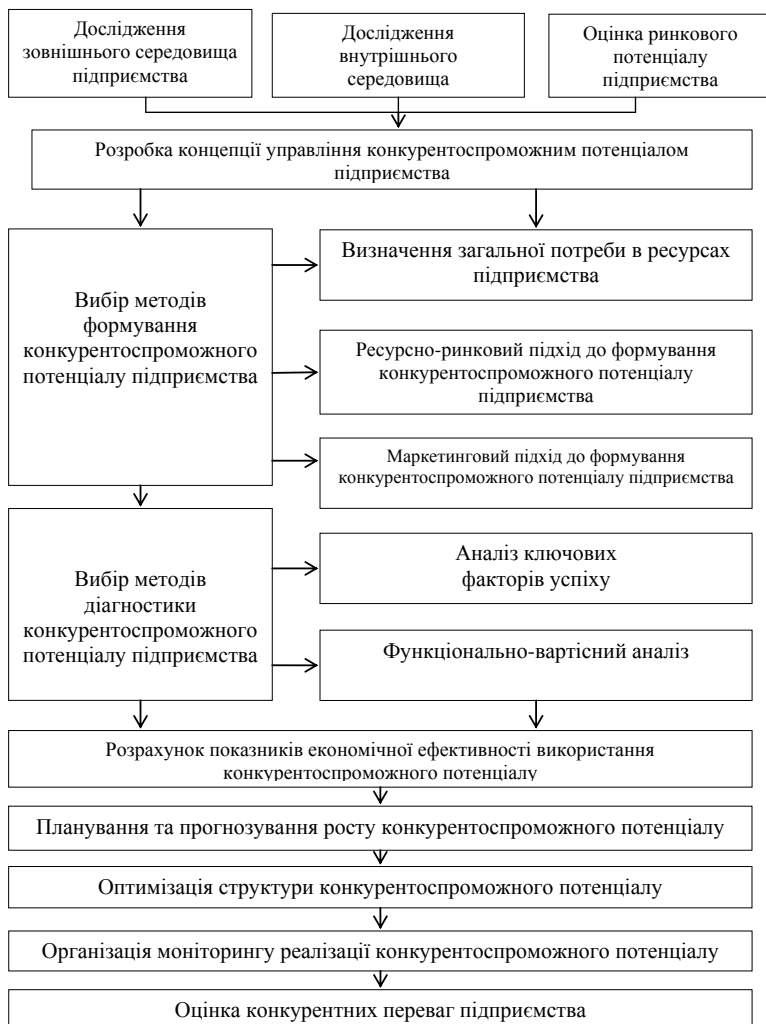 Дослідження
зовнішнього середовища
підприємства
Дослідження
внутрішнього
середовища
Оцінка ринкового
потенціалу
підприємства
Розробка концепції управління конкурентоспроможним потенціалом
підприємства
Вибір методів
формування
конкурентоспроможного
потенціалу підприємства
Визначення загальної потреби в ресурсах
підприємства
Ресурсно-ринковий підхід до формування
конкурентоспроможного потенціалу
підприємства
Маркетинговий підхід до формування
конкурентоспроможного потенціалу підприємства
Вибір методів
діагностики
конкурентоспроможного
потенціалу підприємства
Аналіз ключових
факторів успіху
Функціонально-вартісний аналіз
Розрахунок показників економічної ефективності використання
конкурентоспроможного потенціалу
Планування та прогнозування росту конкурентоспроможного потенціалу
Оптимізація структури конкурентоспроможного потенціалу
Організація моніторингу реалізації конкурентоспроможного потенціалу
Оцінка конкурентних переваг підприємства